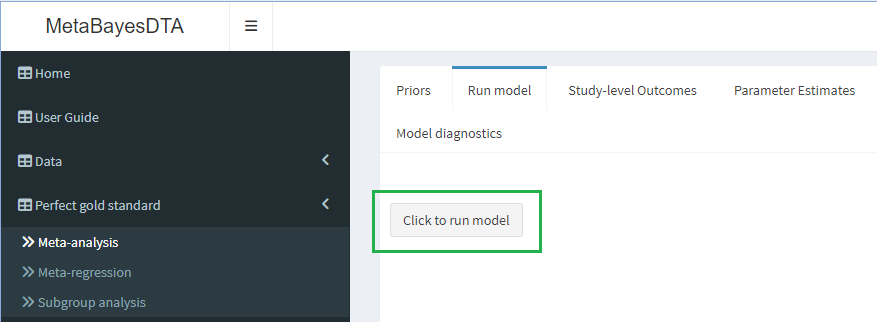 MetaBayesDTA
Home
User Guide
Data
Perfect gold standard
Meta-analysis
Meta-regression
Subgroup analysis
Priors Run model Study-level Outcomes Parameter Estimates
Model diagnostics
Click to run model